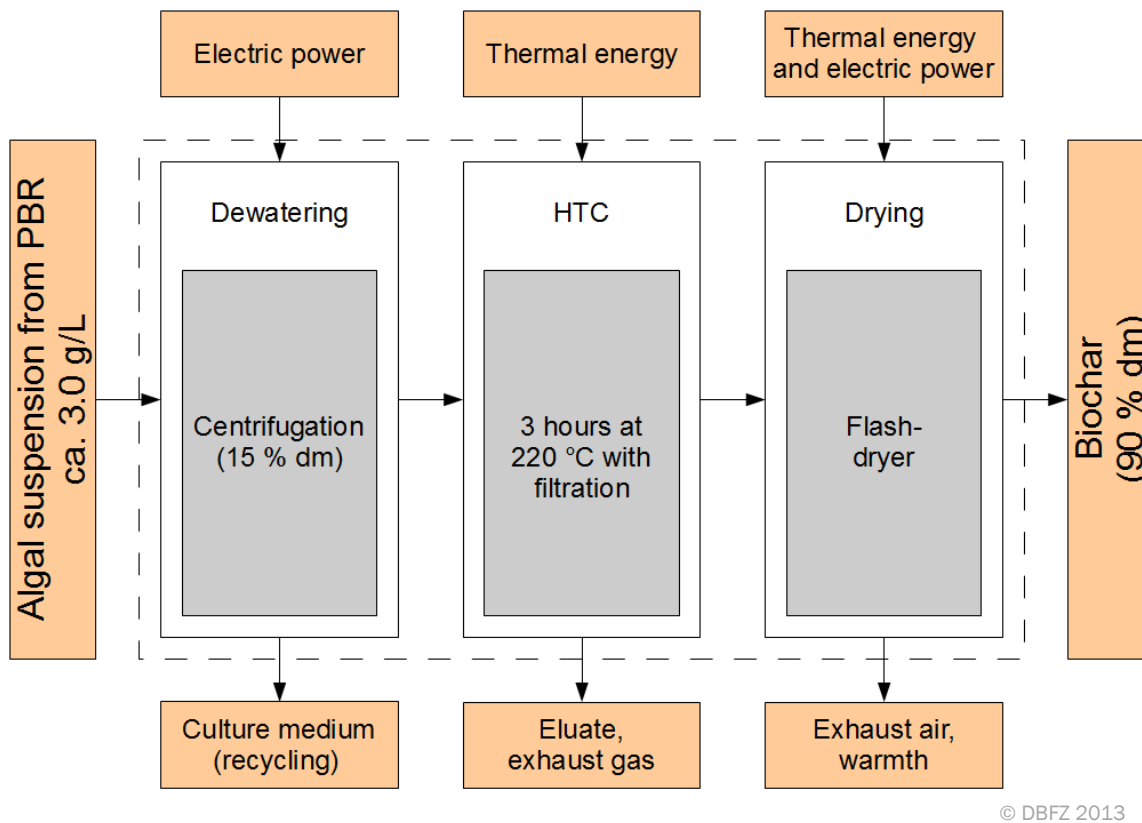 Electric power
Thermal energy
Thermal energy
and electric power
Algal suspension from PBR
ca. 3.0 g/L
Dewatering
HTC
Drying
Centrifugation
(15 % dm)
3 hours at
220 °C with
filtration
Flash-
dryer
Biochar
(90 % dm)
Culture medium
(recycling)
Eluate,
exhaust gas
Exhaust air,
warmth
© DBFZ 2013